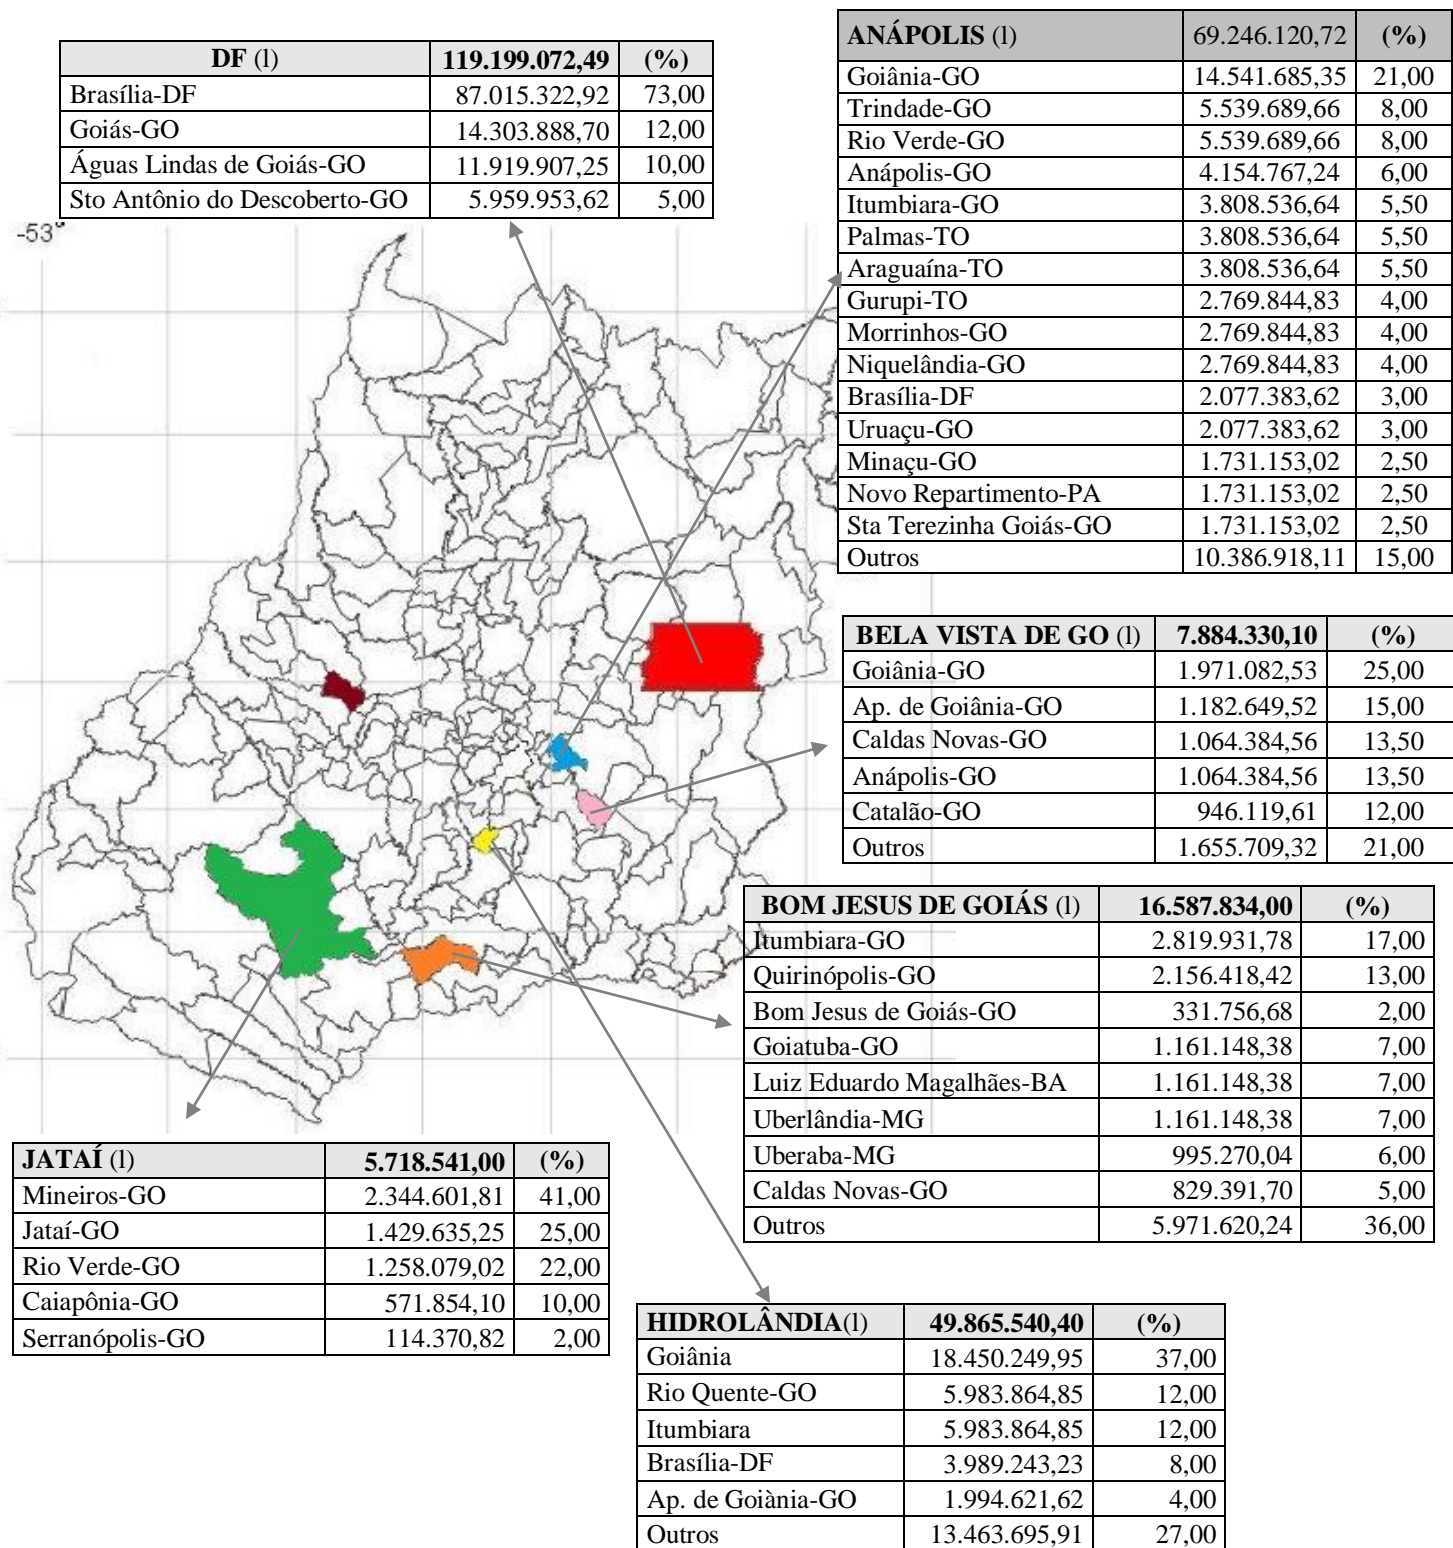 DF (l) 119.199.072,49 (%)
Brasília-DF 87.015.322,92 73,00
Goiás-GO 14.303.888,70 12,00
Águas Lindas de Goiás-GO 11.919.907,25 10,00
Sto Antônio do Descoberto-GO 5.959.953,62 5,00
-53°
ANÁPOLIS (l) 69.246.120,72 (%)
Goiânia-GO 14.541.685,35 21,00
Trindade-GO 5.539.689,66 8,00
Rio Verde-GO 5.539.689,66 8,00
Anápolis-GO 4.154.767,24 6,00
Itumbiara-GO 3.808.536,64 5,50
Palmas-TO 3.808.536,64 5,50
Araguaína-TO 3.808.536,64 5,50
Gurupi-TO 2.769.844,83 4,00
Morrinhos-GO 2.769.844,83 4,00
Niquelândia-GO 2.769.844,83 4,00
Brasília-DF 2.077.383,62 3,00
Uruaçu-GO 2.077.383,62 3,00
Minaçu-GO 1.731.153,02 2,50
Novo Repartimento-PA 1.731.153,02 2,50
Sta Terezinha Goiás-GO 1.731.153,02 2,50
Outros 10.386.918,11 15,00
BELA VISTA DE GO (l) 7.884.330,10 (%)
Goiânia-GO 1.971.082,53 25,00
Ap. de Goiânia-GO 1.182.649,52 15,00
Caldas Novas-GO 1.064.384,56 13,50
Anápolis-GO 1.064.384,56 13,50
Catalão-GO 946.119,61 12,00
Outros 1.655.709,32 21,00
BOM JESUS DE GOIÁS (l) 16.587.834,00 (%)
Itumbiara-GO 2.819.931,78 17,00
Quirinópolis-GO 2.156.418,42 13,00
Bom Jesus de Goiás-GO 331.756,68 2,00
Goiatuba-GO 1.161.148,38 7,00
Luiz Eduardo Magalhães-BA 1.161.148,38 7,00
Uberlândia-MG 1.161.148,38 7,00
Uberaba-MG 995.270,04 6,00
Caldas Novas-GO 829.391,70 5,00
Outros 5.971.620,24 36,00
JATAÍ (l) 5.718.541,00 (%)
Mineiros-GO 2.344.601,81 41,00
Jataí-GO 1.429.635,25 25,00
Rio Verde-GO 1.258.079,02 22,00
Caiapônia-GO 571.854,10 10,00
Serranópolis-GO 114.370,82 2,00
HIDROLÂNDIA(l) 49.865.540,40 (%)
Goiânia 18.450.249,95 37,00
Rio Quente-GO 5.983.864,85 12,00
Itumbiara 5.983.864,85 12,00
Brasília-DF 3.989.243,23 8,00
Ap. de Goiània-GO 1.994.621,62 4,00
Outros 13.463.695,91 27,00